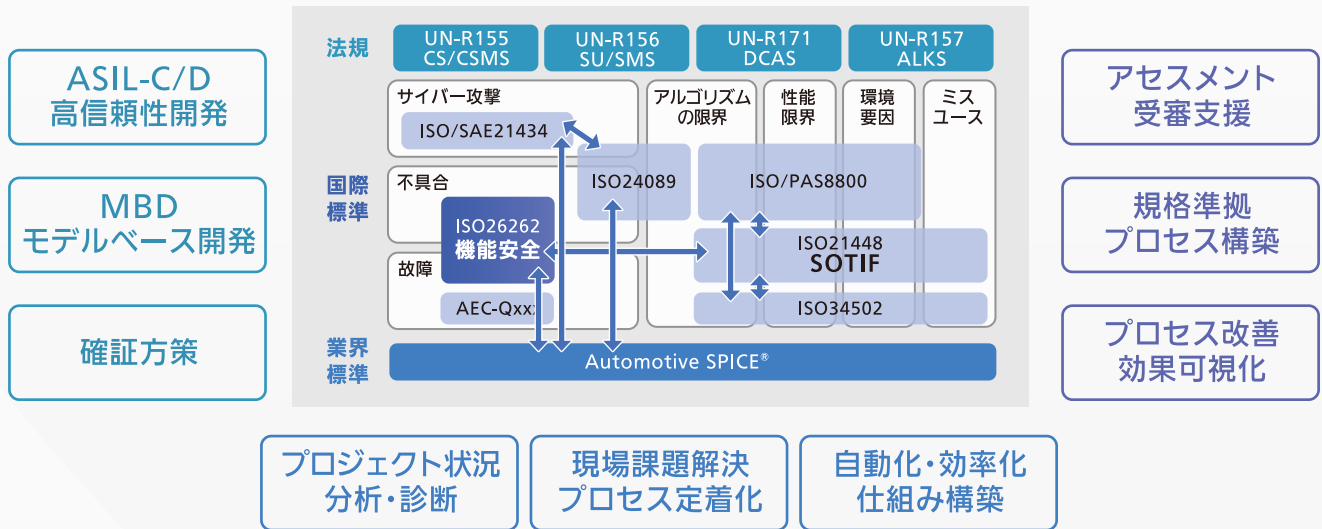 ASIL-C/D
高信頼性開発
MBD
モデルベース開発
確証方策
法規
UN-R155
CS/CSMS
UN-R156
SU/SMS
UN-R171
DCAS
UN-R157
ALKS
国際
標準
サイバー攻撃
ISO/SAE21434
不具合
ISO24089
ISO26262
機能安全
故障
AEC-Qxxx
アルゴリズム
の限界
性能
限界
環境
要因
ミス
ユース
ISO/PAS8800
ISO21448
SOTIF
ISO34502
業界
標準
Automotive SPICE®
アセスメント
受審支援
規格準拠
プロセス構築
プロセス改善
効果可視化
プロジェクト状況
分析・診断
現場課題解決
プロセス定着化
自動化・効率化
仕組み構築